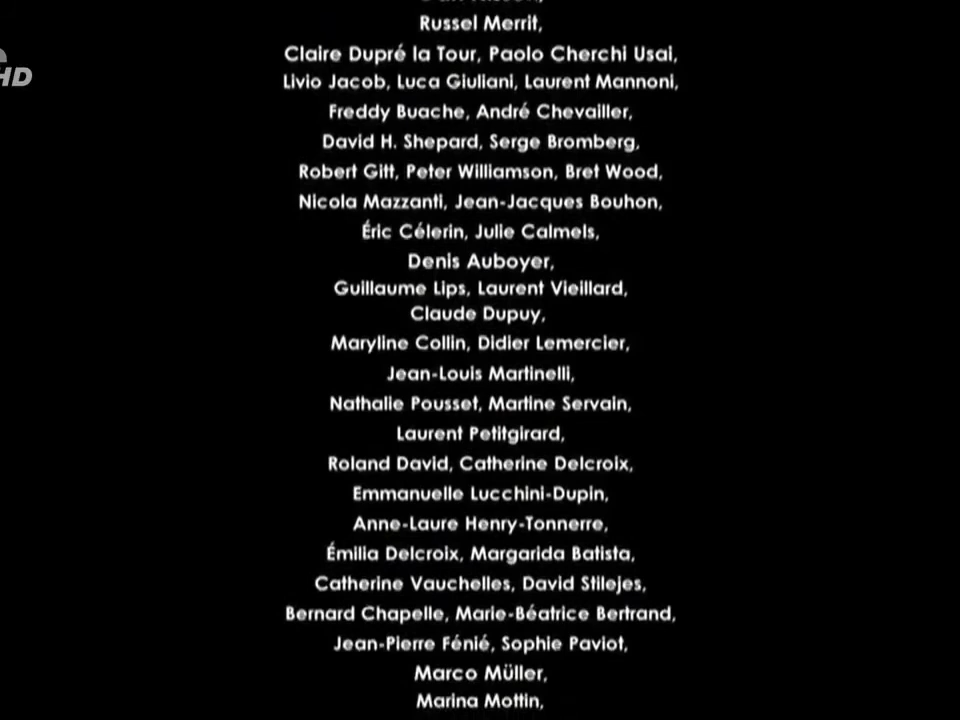 Russel Merrit,
Claire Dupré la Tour, Paolo Cherchi Usai,
HD
Livio Jacob, Luca Giuliani, Laurent Mannoni,
Freddy Buache, André Chevailler,
David H. Shepard, Serge Bromberg,
Robert Gitt, Peter Williamson, Bret Wood,
Nicola Mazzanti, Jean-Jacques Bouhon,
Éric Célerin, Julie Calmels,
Denis Auboyer,
Guillaume Lips, Laurent Vieillard,
Claude Dupuy,
Maryline Collin, Didier Lemercier,
Jean-Louis Martinelli,
Nathalie Pousset, Martine Servain,
Laurent Petitgirard,
Roland David, Catherine Delcroix,
Emmanuelle Lucchini-Dupin,
Anne-Laure Henry-Tonnerre,
Émilia Delcroix, Margarida Batista,
Catherine Vauchelles, David Stilejes,
Bernard Chapelle, Marie-Béatrice Bertrand,
Jean-Pierre Fénié, Sophie Paviot,
Marco Müller,
Marina Mottin,